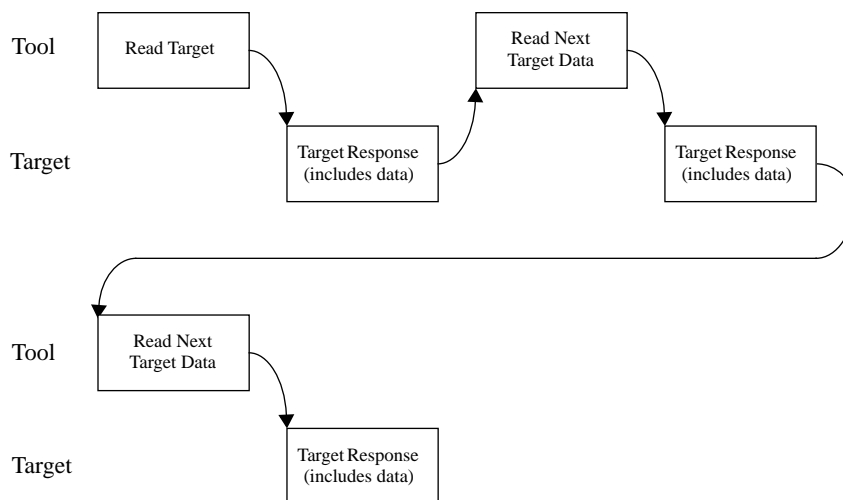 Tool
Read Target
Read Next
Target Data
Target
Target Response
(includes data)
Target Response
(includes data)
Tool
Read Next
Target Data
Target
Target Response
(includes data)